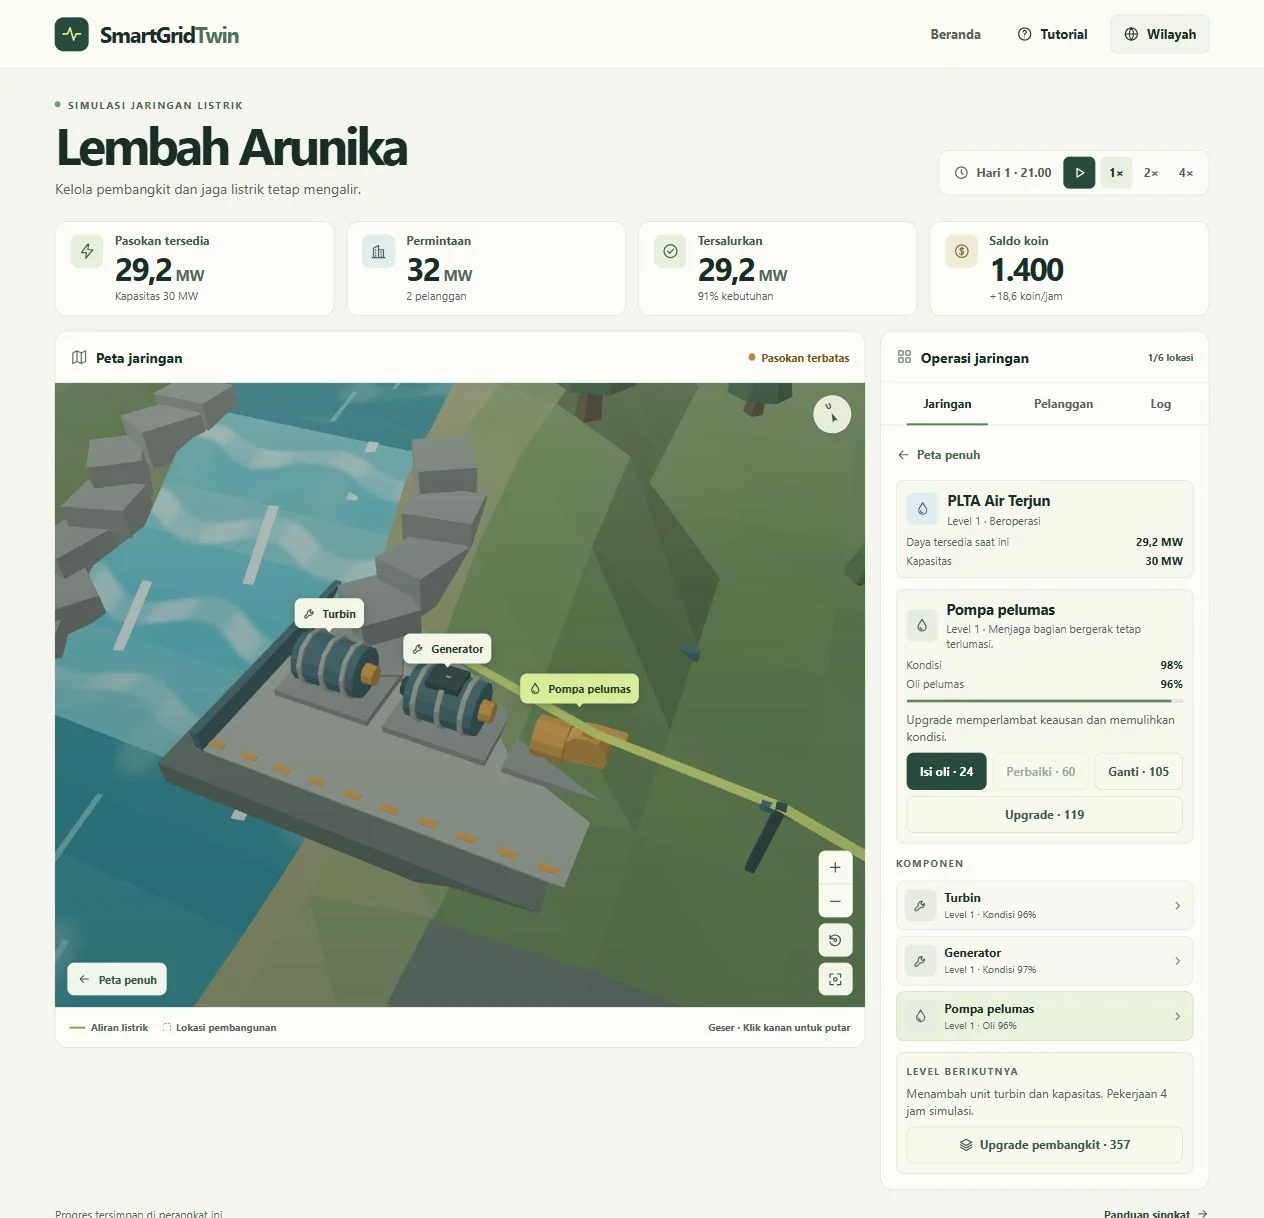 SmartGridTwin
Beranda
Tutorial
Wilayah
SIMULASI JARINGAN LISTRIK
Lembah Arunika
Kelola pembangkit dan jaga listrik tetap mengalir.
Hari 1 · 21.00
1×
2×
4×
Pasokan tersedia
29,2 MW
Kapasitas 30 MW
Permintaan
32 MW
2 pelanggan
Tersalurkan
29,2 MW
91% kebutuhan
Saldo koin
1.400
+18,6 koin/jam
Peta jaringan
Pasokan terbatas
U
Turbin
Generator
Pompa pelumas
Peta penuh
Aliran listrik
Lokasi pembangunan
Geser · Klik kanan untuk putar
Operasi jaringan
1/6 lokasi
Jaringan
Pelanggan
Log
Peta penuh
PLTA Air Terjun
Level 1 · Beroperasi
Daya tersedia saat ini
29,2 MW
Kapasitas
30 MW
Pompa pelumas
Level 1 · Menjaga bagian bergerak tetap
terlumasi.
Kondisi
98%
Oli pelumas
96%
Upgrade memperlambat keausan dan memulihkan
kondisi.
Isi oli · 24
Perbaiki · 60
Ganti · 105
Upgrade · 119
KOMPONEN
Turbin
Level 1 · Kondisi 96%
Generator
Level 1 · Kondisi 97%
Pompa pelumas
Level 1 · Oli 96%
LEVEL BERIKUTNYA
Menambah unit turbin dan kapasitas. Pekerjaan 4
jam simulasi.
Upgrade pembangkit · 357
Progres tersimpan di perangkat ini
Panduan singkat